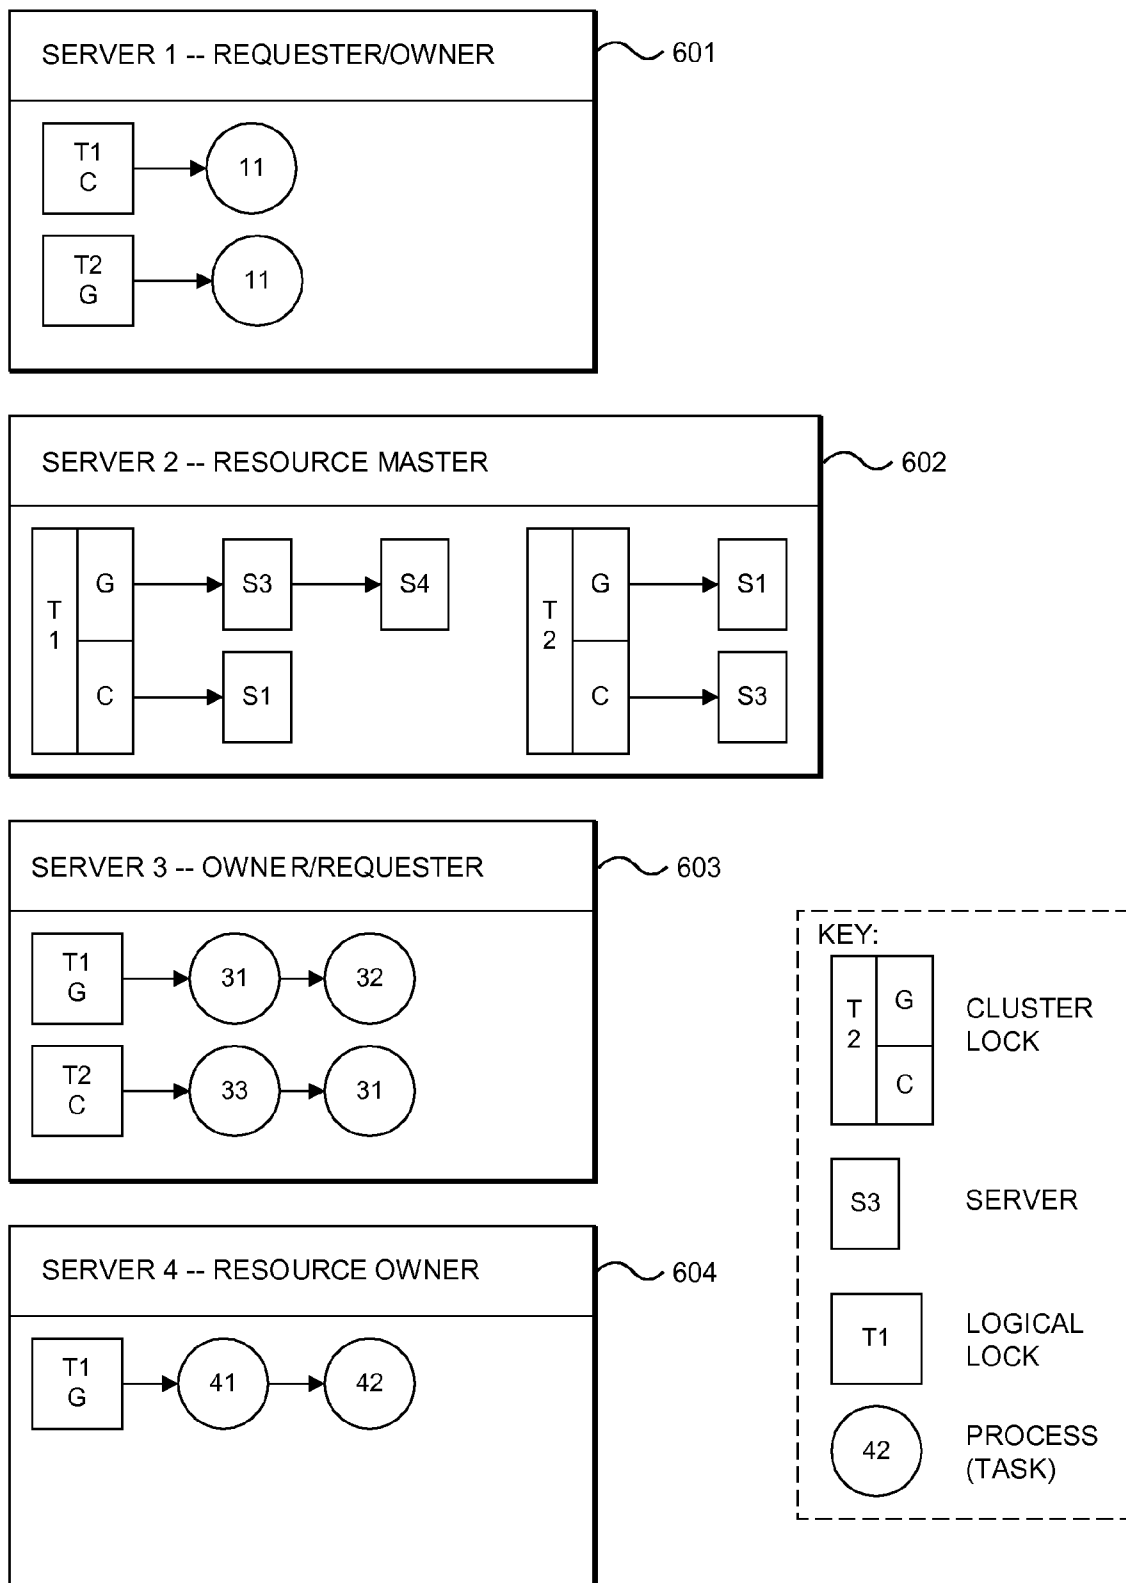 SERVER 1 -- REQUESTER/OWNER
601
T1
C
11
T2
G
11
SERVER 2 -- RESOURCE MASTER
602
T
1
G
S3
S4
C
S1
T
2
G
S1
C
S3
SERVER 3 -- OWNER/REQUESTER
603
T1
G
31
32
T2
C
33
31
SERVER 4 -- RESOURCE OWNER
604
T1
G
41
42
KEY:
T
2
G
C
CLUSTER
LOCK
S3
SERVER
T1
LOGICAL
LOCK
42
PROCESS
(TASK)